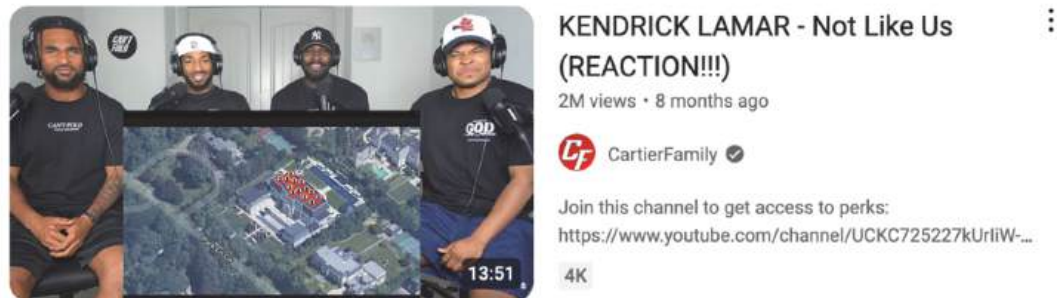 KENDRICK LAMAR - Not Like Us
(REACTION!!!)
2M views • 8 months ago
CF CartierFamily
Join this channel to get access to perks:
https://www.youtube.com/channel/UCKC725227kUrIiW-...
4K
GOD
13:51